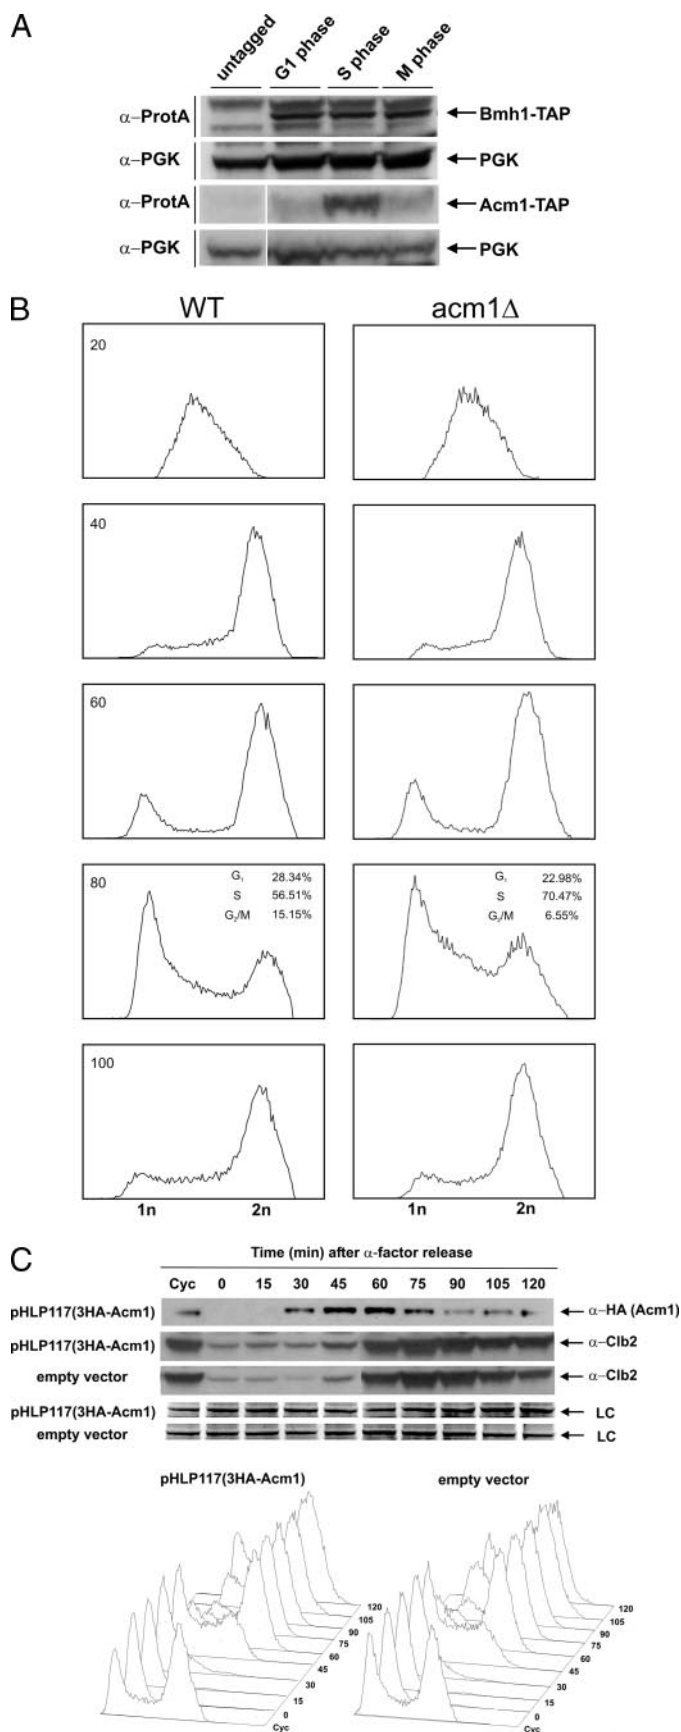 A
untagged G1 phase S phase M phase
α–ProtA Bmh1-TAP
α–PGK PGK
α–ProtA Acm1-TAP
α–PGK PGK
B
WT acm1Δ
20
40
60
80
G₁ 28.34%
S 56.51%
G₂/M 15.15%
G₁ 22.98%
S 70.47%
G₂/M 6.55%
100
1n 2n 1n 2n
C
Time (min) after α-factor release
Cyc 0 15 30 45 60 75 90 105 120
pHLP117(3HA-Acm1) α–HA (Acm1)
pHLP117(3HA-Acm1) α–Clb2
empty vector α–Clb2
pHLP117(3HA-Acm1) LC
empty vector LC
pHLP117(3HA-Acm1) empty vector
120 120
105 105
90 90
75 75
60 60
45 45
30 30
15 15
0 0
Cyc Cyc